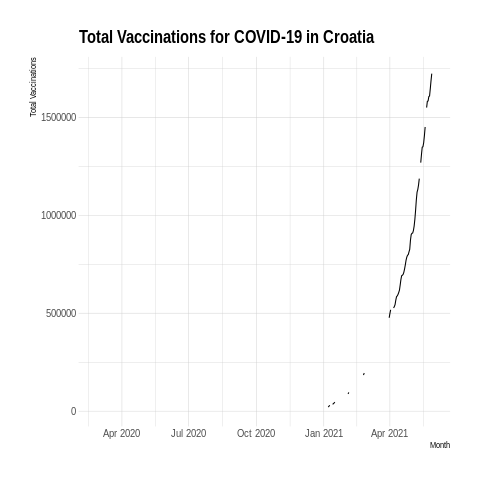 Total Vaccinations for COVID-19 in Croatia
Total Vaccinations
1500000
1000000
500000
0
Apr 2020 Jul 2020 Oct 2020 Jan 2021 Apr 2021
Month